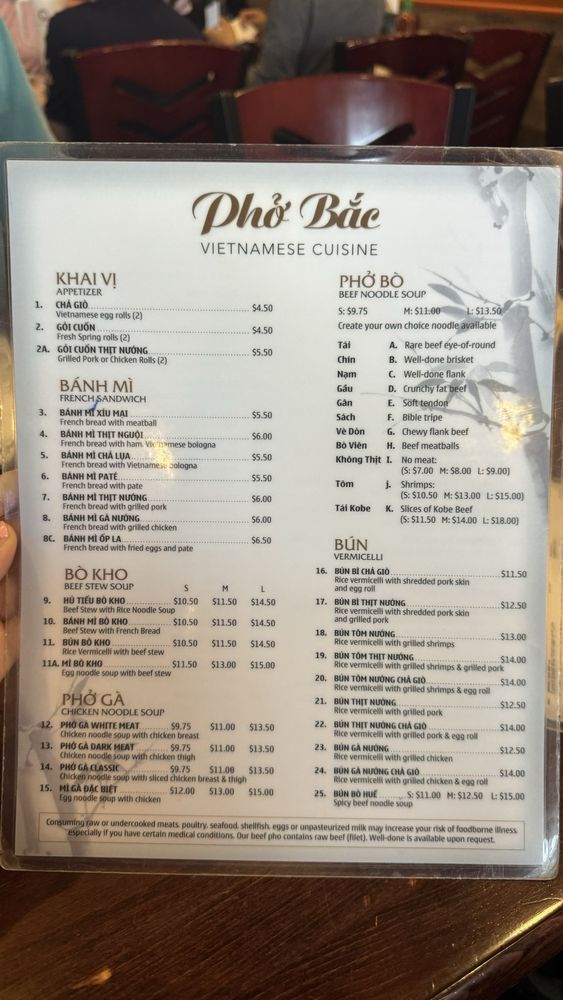 Phở Bắc
VIETNAMESE CUISINE
KHAI VỊ
APPETIZER
1. CHẢ GIÒ $4.50
Vietnamese egg rolls (2)
2. GỎI CUỐN $4.50
Fresh Spring rolls (2)
2A. GỎI CUỐN THỊT NƯỚNG $5.50
Grilled Pork or Chicken Rolls (2)
BÁNH MÌ
FRENCH SANDWICH
3. BÁNH MÌ XÍU MẠI $5.50
French bread with meatball
4. BÁNH MÌ THỊT NGUỘI $6.00
French bread with ham. Vietnamese bologna
5. BÁNH MÌ CHẢ LỤA $5.50
French bread with Vietnamese bologna
6. BÁNH MÌ PATÉ $5.50
French bread with pate
7. BÁNH MÌ THỊT NƯỚNG $6.00
French bread with grilled pork
8. BÁNH MÌ GÀ NƯỚNG $6.00
French bread with grilled chicken
8C. BÁNH MÌ ỐP LA $6.50
French bread with fried eggs and pate
BÒ KHO
BEEF STEW SOUP S M L
9. HỦ TIẾU BÒ KHO $10.50 $11.50 $14.50
Beef Stew with Rice Noodle Soup
10. BÁNH MÌ BÒ KHO $10.50 $11.50 $14.50
Beef Stew with French Bread
11. BÚN BÒ KHO $10.50 $11.50 $14.50
Rice Vermicelli with beef stew
11A. MÌ BÒ KHO $11.50 $13.00 $15.00
Egg noodle soup with beef stew
PHỞ GÀ
CHICKEN NOODLE SOUP
12. PHỞ GÀ WHITE MEAT $9.75 $11.00 $13.50
Chicken noodle soup with chicken breast
13. PHỞ GÀ DARK MEAT $9.75 $11.00 $13.50
Chicken noodle soup with chicken thigh
14. PHỞ GÀ CLASSIC $9.75 $11.00 $13.50
Chicken noodle soup with sliced chicken breast & thigh
15. MÌ GÀ ĐẶC BIỆT $12.00 $13.00 $15.00
Egg noodle soup with chicken
PHỞ BÒ
BEEF NOODLE SOUP
S: $9.75 M: $11.00 L: $13.50
Create your own choice noodle available
Tái A. Rare beef eye-of-round
Chín B. Well-done brisket
Nạm C. Well-done flank
Gầu D. Crunchy fat beef
Gân E. Soft tendon
Sách F. Bible tripe
Vè Dòn G. Chewy flank beef
Bò Viên H. Beef meatballs
Không Thịt I. No meat:
(S: $7.00 M: $8.00 L: $9.00)
Tôm j. Shrimps:
(S: $10.50 M: $13.00 L: $15.00)
Tái Kobe K. Slices of Kobe Beef
(S: $11.50 M: $14.00 L: $18.00)
BÚN
VERMICELLI
16. BÚN BÌ CHẢ GIÒ $11.50
Rice vermicelli with shredded pork skin
and egg roll
17. BÚN BÌ THỊT NƯỚNG $12.50
Rice vermicelli with shredded pork skin
and grilled pork
18. BÚN TÔM NƯỚNG $13.00
Rice vermicelli with grilled shrimps
19. BÚN TÔM THỊT NƯỚNG $14.00
Rice vermicelli with grilled shrimps & grilled pork
20. BÚN TÔM NƯỚNG CHẢ GIÒ $14.00
Rice vermicelli with grilled shrimps & egg roll
21. BÚN THỊT NƯỚNG $12.50
Rice vermicelli with grilled pork
22. BÚN THỊT NƯỚNG CHẢ GIÒ $14.00
Rice vermicelli with grilled pork & egg roll
23. BÚN GÀ NƯỚNG $12.50
Rice vermicelli with grilled chicken
24. BÚN GÀ NƯỚNG CHẢ GIÒ $14.00
Rice vermicelli with grilled chicken & egg roll
25. BÚN BÒ HUẾ S: $11.00 M: $12.50 L: $15.00
Spicy beef noodle soup
Consuming raw or undercooked meats, poultry, seafood, shellfish, eggs or unpasteurized milk may increase your risk of foodborne illness.
especially if you have certain medical conditions. Our beef pho contains raw beef (filet). Well-done is available upon request.